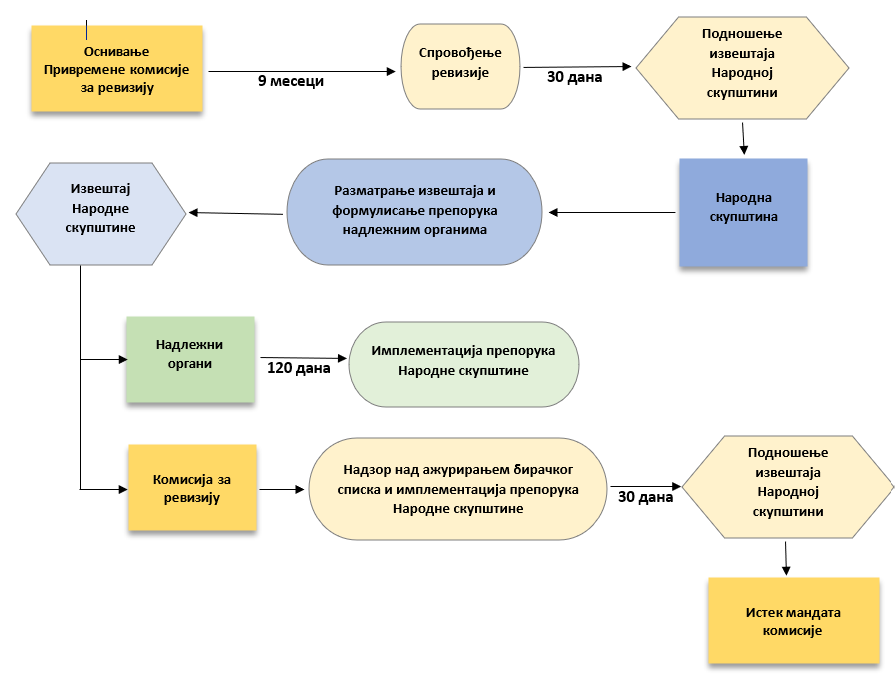 Оснивање
Привремене комисије
за ревизију
9 месеци
Спровођење
ревизије
30 дана
Подношење
извештаја
Народној
скупштини
Народна
скупштина
Разматрање извештаја и
формулисање препорука
надлежним органима
Извештај
Народне
скупштине
Надлежни
органи
120 дана
Имплементација препорука
Народне скупштине
Комисија за
ревизију
Надзор над ажурирањем бирачког
списка и имплементација препорука
Народне скупштине
30 дана
Подношење
извештаја
Народној
скупштини
Истек мандата
комисије